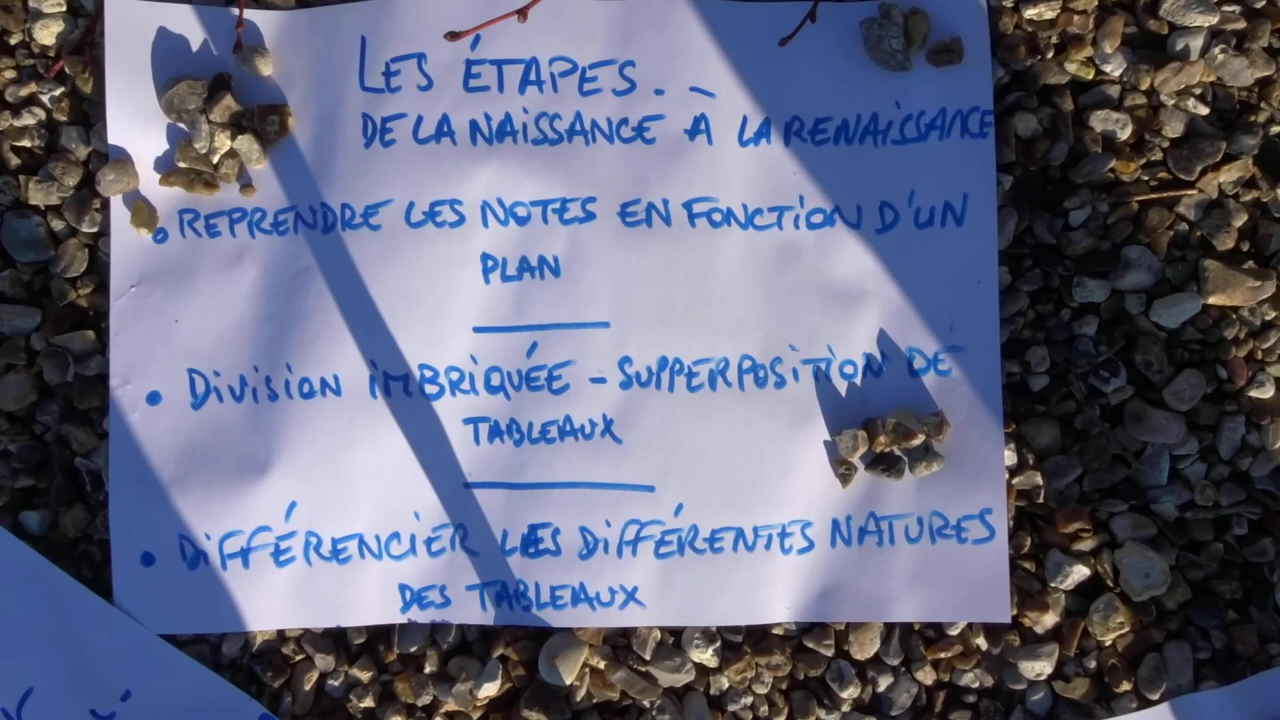 LES ÉTAPES. . ~
DE LA NAISSANCE A LA RENAISSANCE
• REPRENDRE LES NOTES EN FONCTION D'UN
PLAN
• DIVISION IMBRIQUÉE - SUPPERPOSITION DE
TABLEAUX
• DIFFÉRENCIER LES DIFFÉRENTES NATURES
DES TABLEAUX